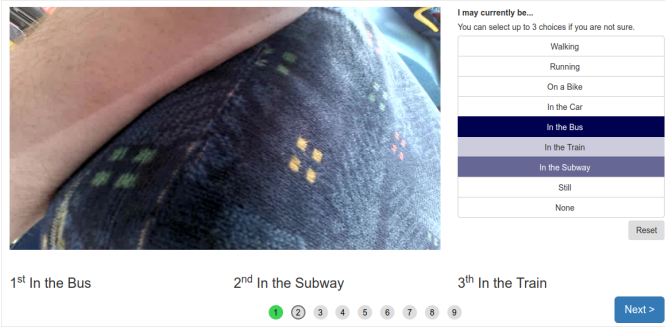 I may currently be...
You can select up to 3 choices if you are not sure.
Walking
Running
On a Bike
In the Car
In the Bus
In the Train
In the Subway
Still
None
Reset
1st In the Bus
2nd In the Subway
3th In the Train
1 2 3 4 5 6 7 8 9
Next >